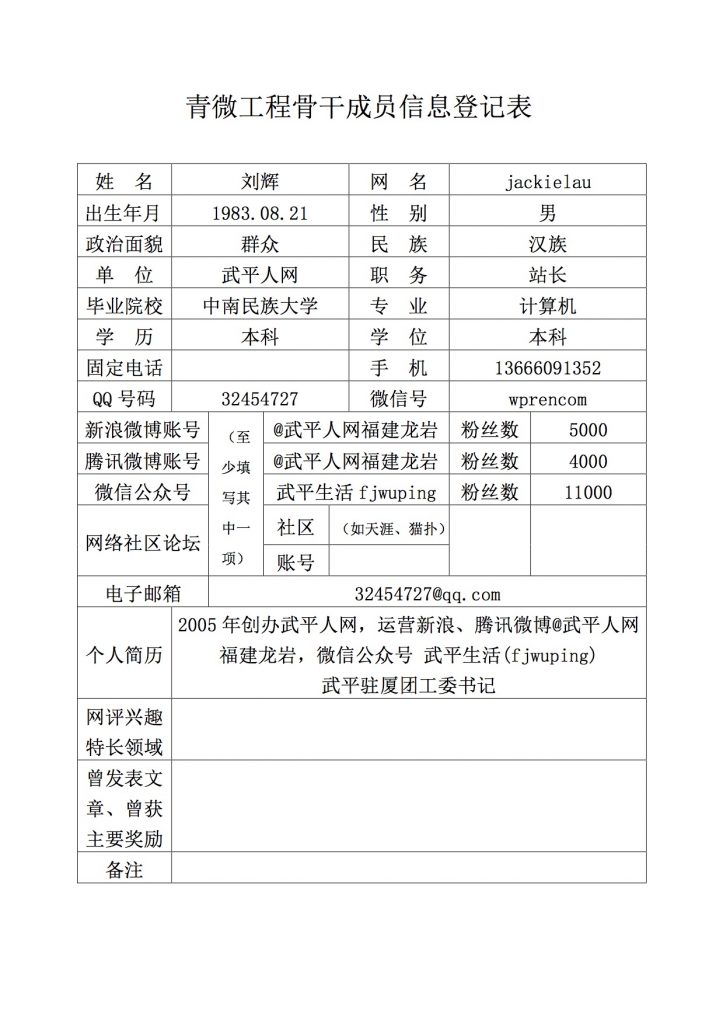 青微工程骨干成员信息登记表
姓 名 刘辉 网 名 jackielau
出生年月 1983.08.21 性 别 男
政治面貌 群众 民 族 汉族
单 位 武平人网 职 务 站长
毕业院校 中南民族大学 专 业 计算机
学 历 本科 学 位 本科
固定电话 手 机 13666091352
QQ 号码 32454727 微信号 wprencom
新浪微博账号 （至少填写其中一项） @武平人网福建龙岩 粉丝数 5000
腾讯微博账号 @武平人网福建龙岩 粉丝数 4000
微信公众号 武平生活 fjwuping 粉丝数 11000
网络社区论坛 社区 （如天涯、猫扑）
账号
电子邮箱 32454727@qq.com
个人简历 2005 年创办武平人网，运营新浪、腾讯微博@武平人网
福建龙岩，微信公众号 武平生活(fjwuping)
武平驻厦团工委书记
网评兴趣
特长领域
曾发表文
章、曾获
主要奖励
备注